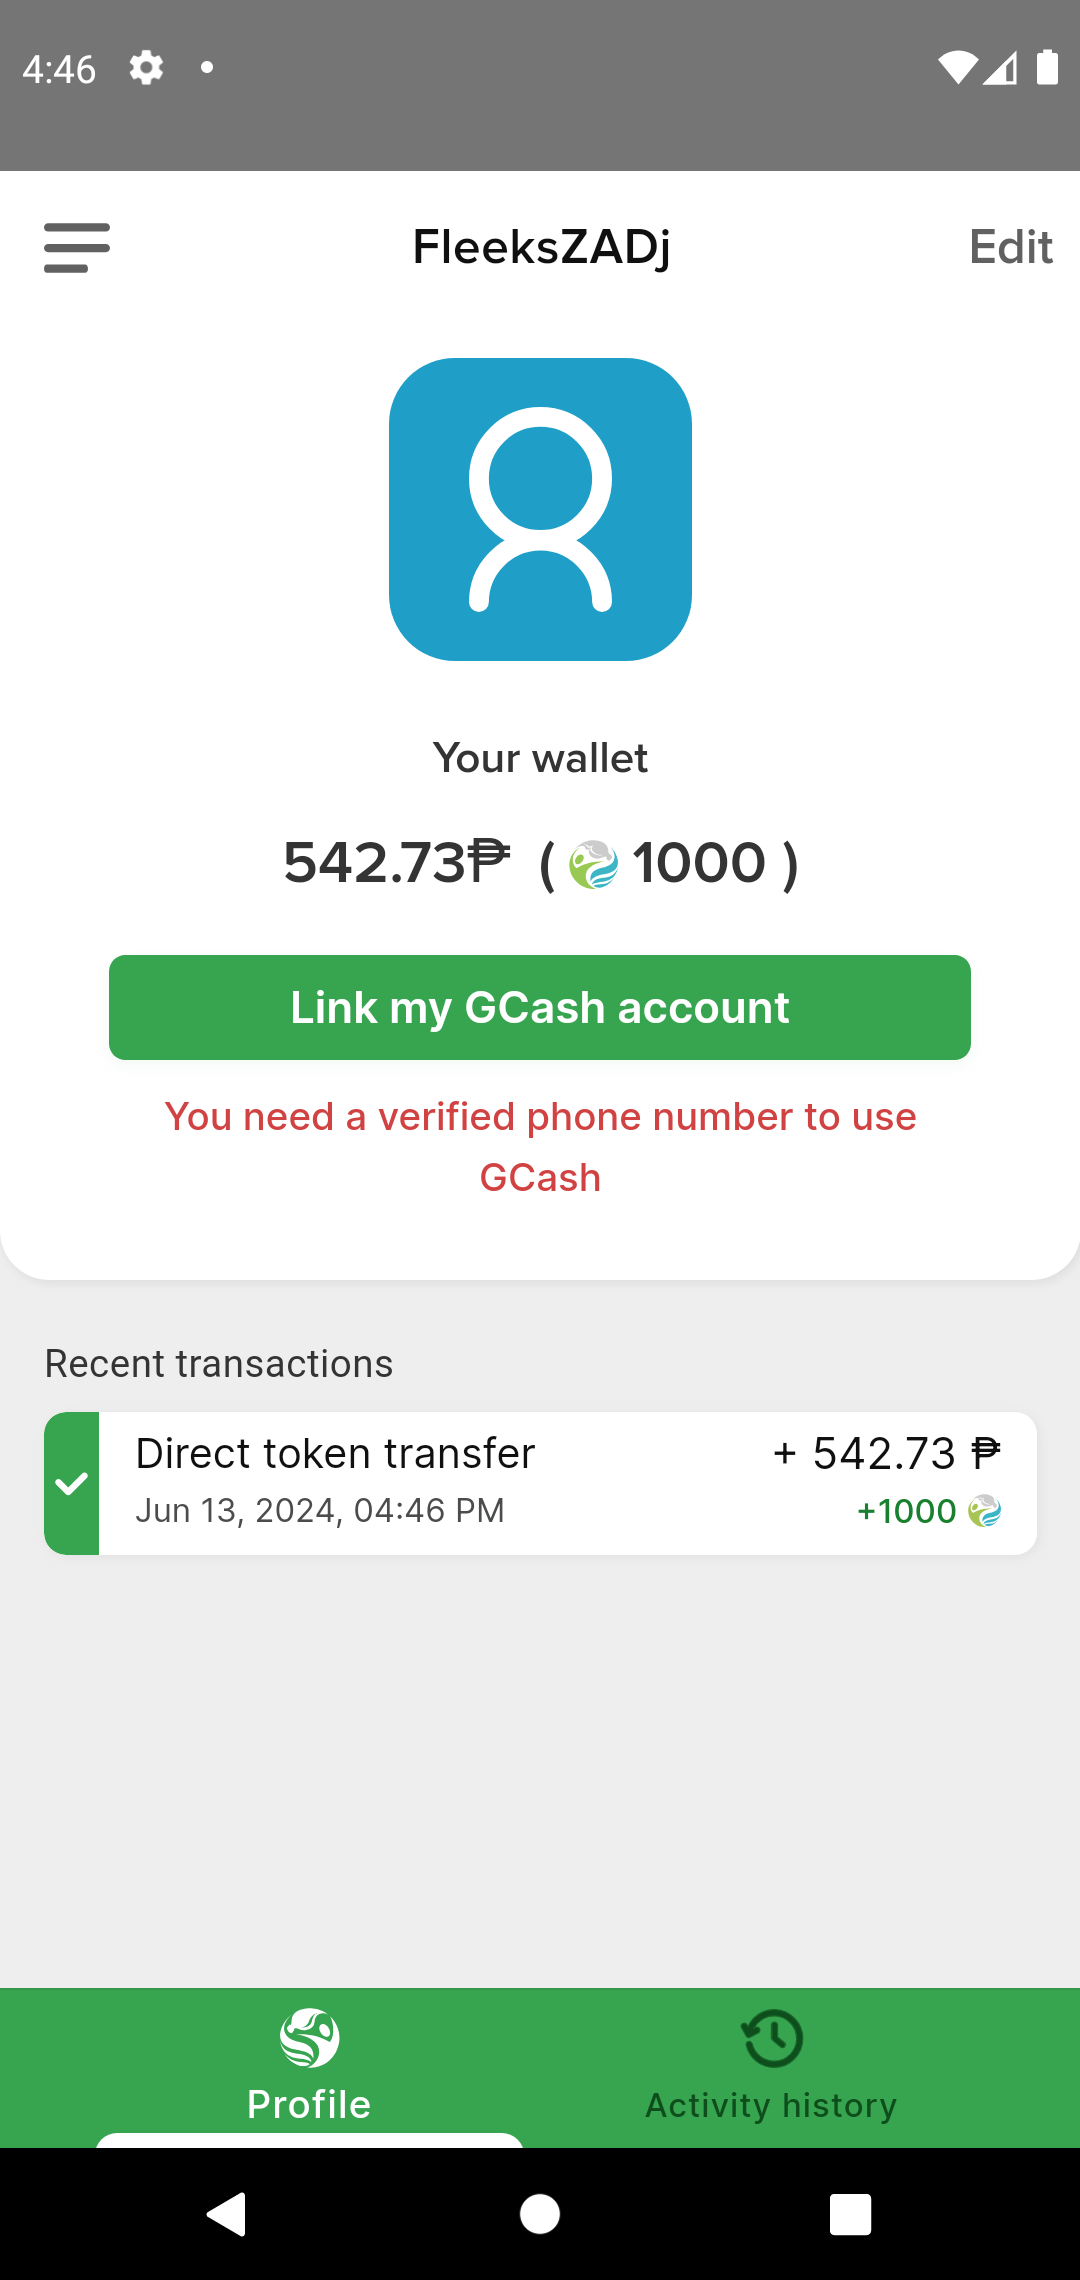 4:46
FleeksZADj
Edit
Your wallet
542.73₱ ( 1000 )
Link my GCash account
You need a verified phone number to use
GCash
Recent transactions
Direct token transfer
+ 542.73 ₱
Jun 13, 2024, 04:46 PM
+1000
Profile
Activity history